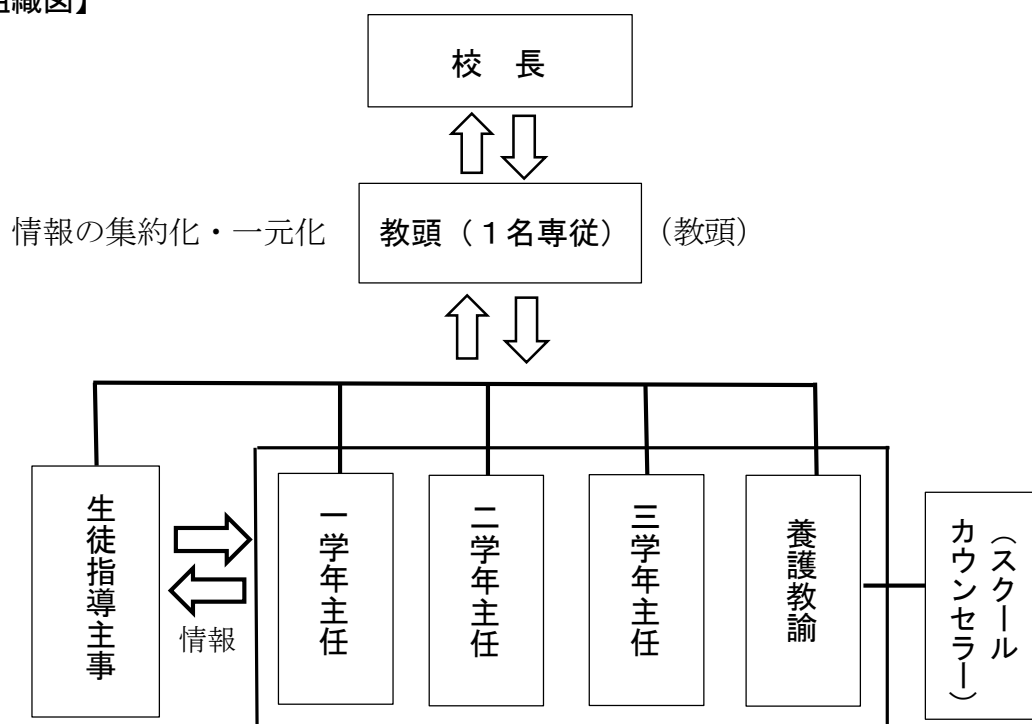 組織図】
校　長
情報の集約化・一元化
教頭（１名専従）
（教頭）
生徒指導主事
情報
一学年主任
二学年主任
三学年主任
養護教諭
（スクール
カウンセラー）